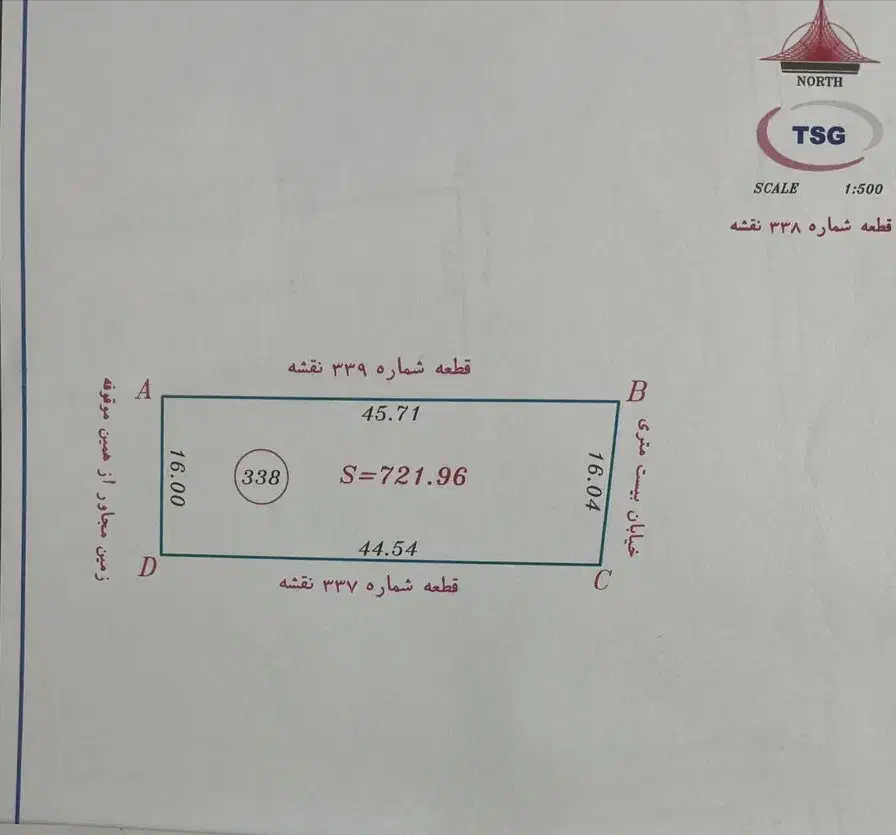 NORTH
TSG
SCALE 1:500
قطعه شماره ۳۳۸ نقشه
قطعه شماره ۳۳۹ نقشه
A
B
45.71
زمین مجاور از همین موقوفه
16.00
338
S=721.96
16.04
خیابان بیست متری
44.54
D
C
قطعه شماره ۳۳۷ نقشه